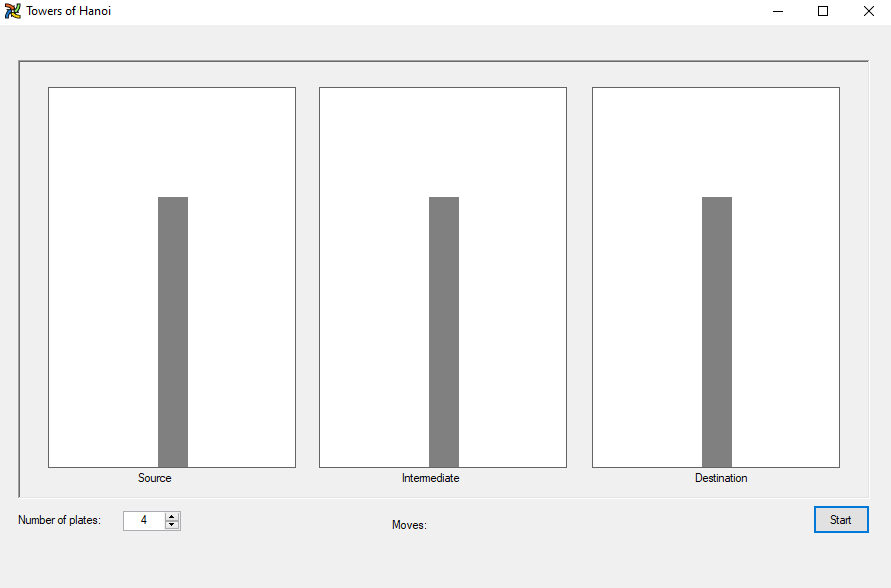 Towers of Hanoi
Source
Intermediate
Destination
Number of plates: 4
Moves:
Start